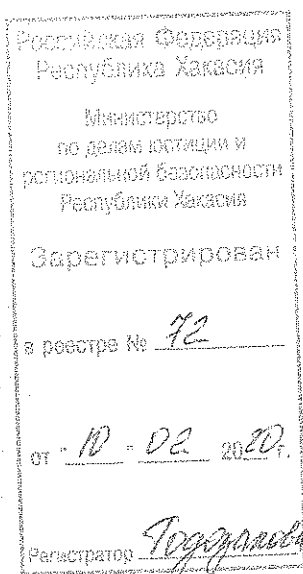 Российская Федерация
Республика Хакасия
Министерство
по делам юстиции и
региональной безопасности
Республики Хакасия
Зарегистрирован
в реестре № 72
от "10" 02 2020 г.
Регистратор